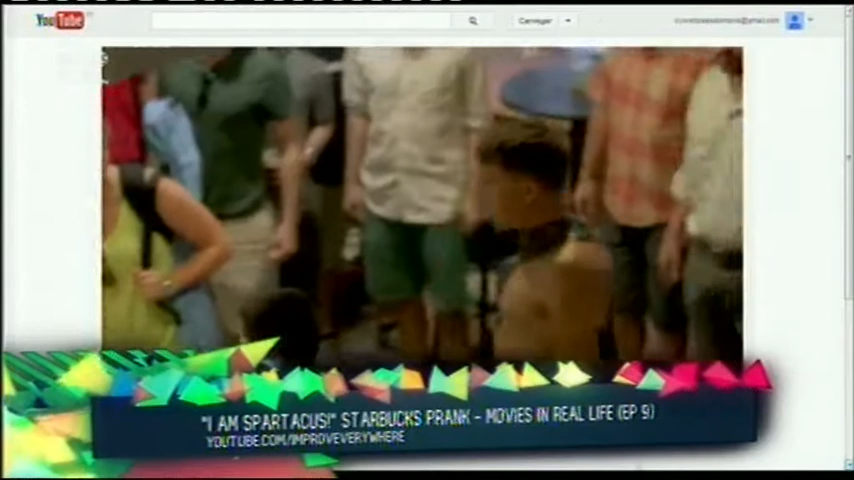 YouTube
Carregar
"I AM SPARTACUS!" STARBUCKS PRANK - MOVIES IN REAL LIFE (EP 9)
YOUTUBE.COM/IMPROVEVERYWHERE